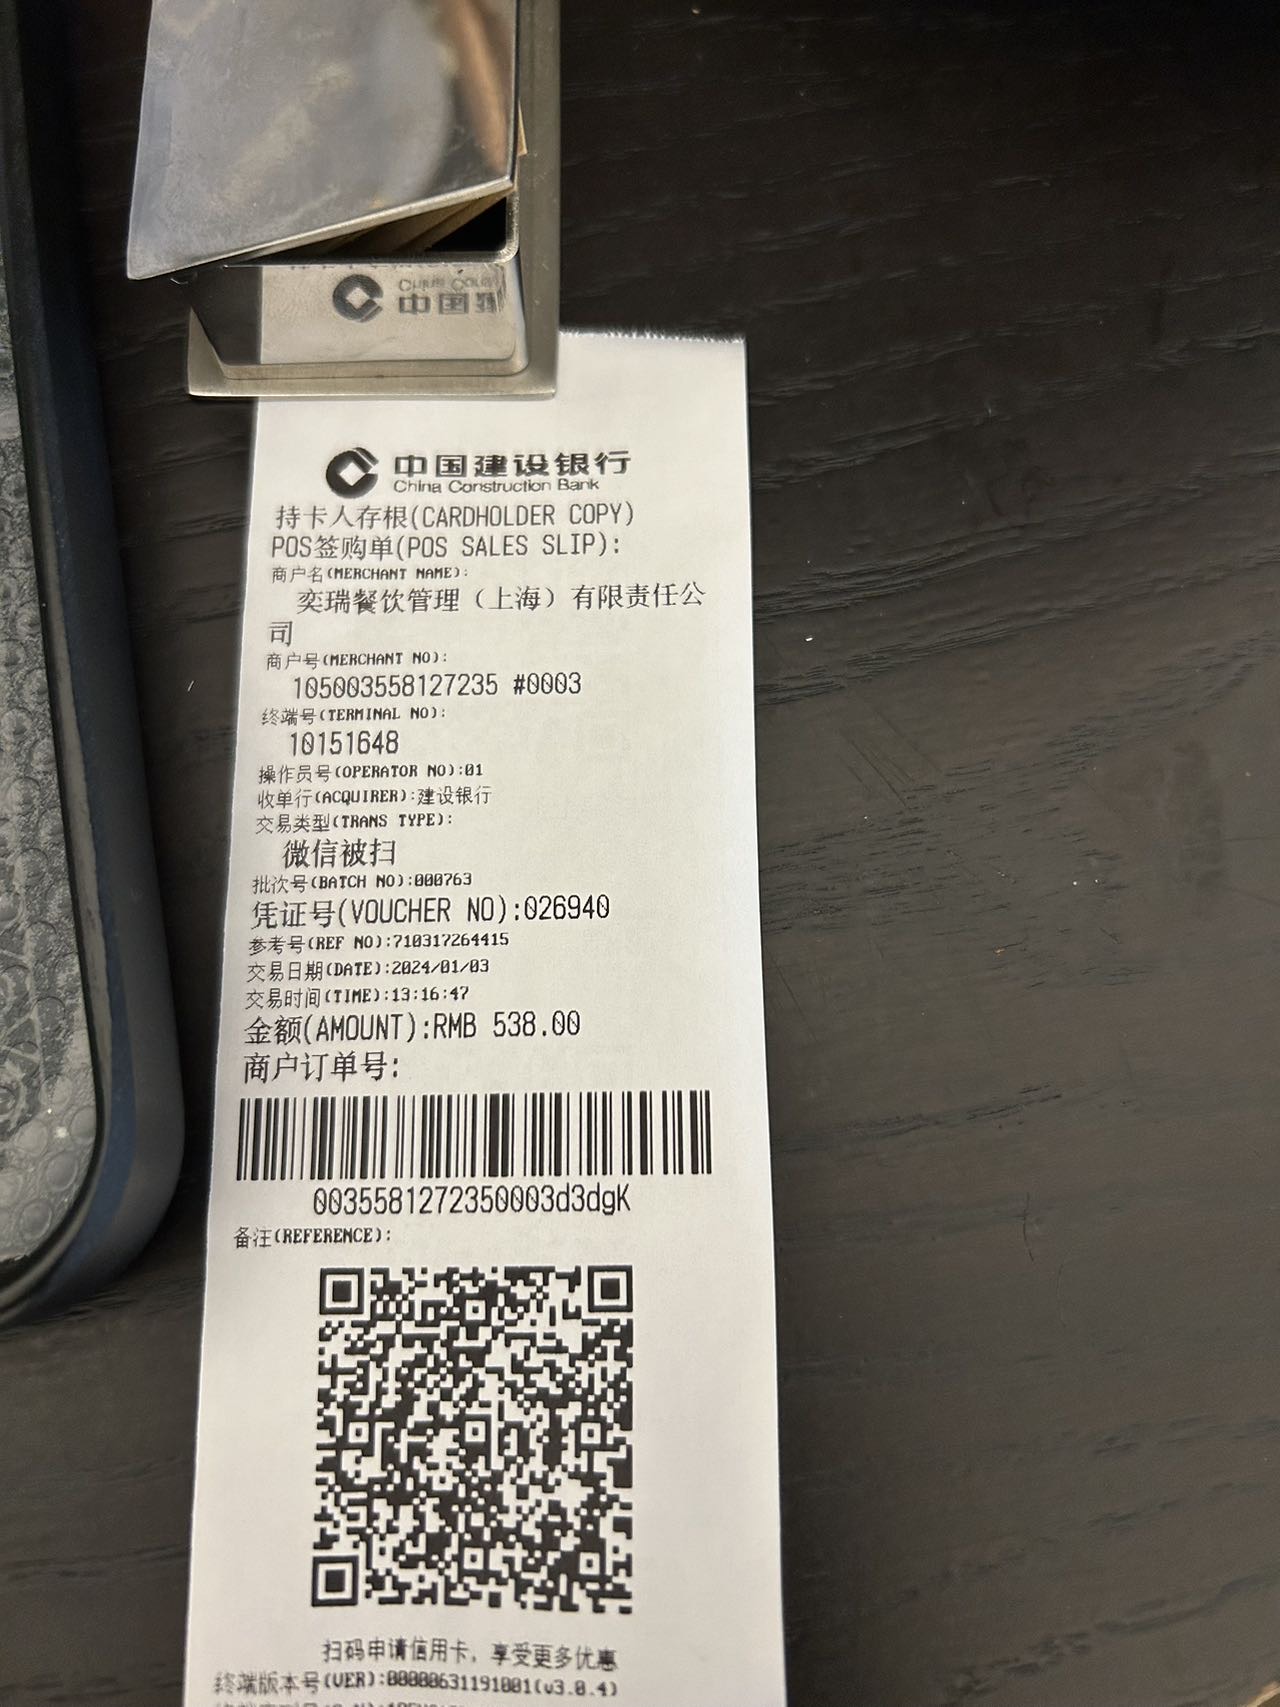 中国建设银行
China Construction Bank
持卡人存根(CARDHOLDER COPY)
POS签购单(POS SALES SLIP):
商户名(MERCHANT NAME):
奕瑞餐饮管理（上海）有限责任公
司
商户号(MERCHANT NO):
105003558127235 #0003
终端号(TERMINAL NO):
10151648
操作员号(OPERATOR NO):01
收单行(ACQUIRER):建设银行
交易类型(TRANS TYPE):
微信被扫
批次号(BATCH NO):000763
凭证号(VOUCHER NO):026940
参考号(REF NO):710317264415
交易日期(DATE):2024/01/03
交易时间(TIME):13:16:47
金额(AMOUNT):RMB 538.00
商户订单号:
0035581272350003d3dgK
备注(REFERENCE):
扫码申请信用卡，享受更多优惠
终端版本号(VER):00000631191001(v3.0.4)